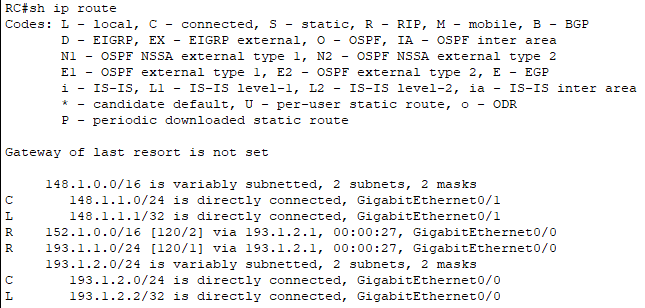 RC#sh ip route
Codes: L - local, C - connected, S - static, R - RIP, M - mobile, B - BGP
D - EIGRP, EX - EIGRP external, O - OSPF, IA - OSPF inter area
N1 - OSPF NSSA external type 1, N2 - OSPF NSSA external type 2
E1 - OSPF external type 1, E2 - OSPF external type 2, E - EGP
i - IS-IS, L1 - IS-IS level-1, L2 - IS-IS level-2, ia - IS-IS inter area
* - candidate default, U - per-user static route, o - ODR
P - periodic downloaded static route
Gateway of last resort is not set
148.1.0.0/16 is variably subnetted, 2 subnets, 2 masks
C 148.1.1.0/24 is directly connected, GigabitEthernet0/1
L 148.1.1.1/32 is directly connected, GigabitEthernet0/1
R 152.1.0.0/16 [120/2] via 193.1.2.1, 00:00:27, GigabitEthernet0/0
R 193.1.1.0/24 [120/1] via 193.1.2.1, 00:00:27, GigabitEthernet0/0
193.1.2.0/24 is variably subnetted, 2 subnets, 2 masks
C 193.1.2.0/24 is directly connected, GigabitEthernet0/0
L 193.1.2.2/32 is directly connected, GigabitEthernet0/0